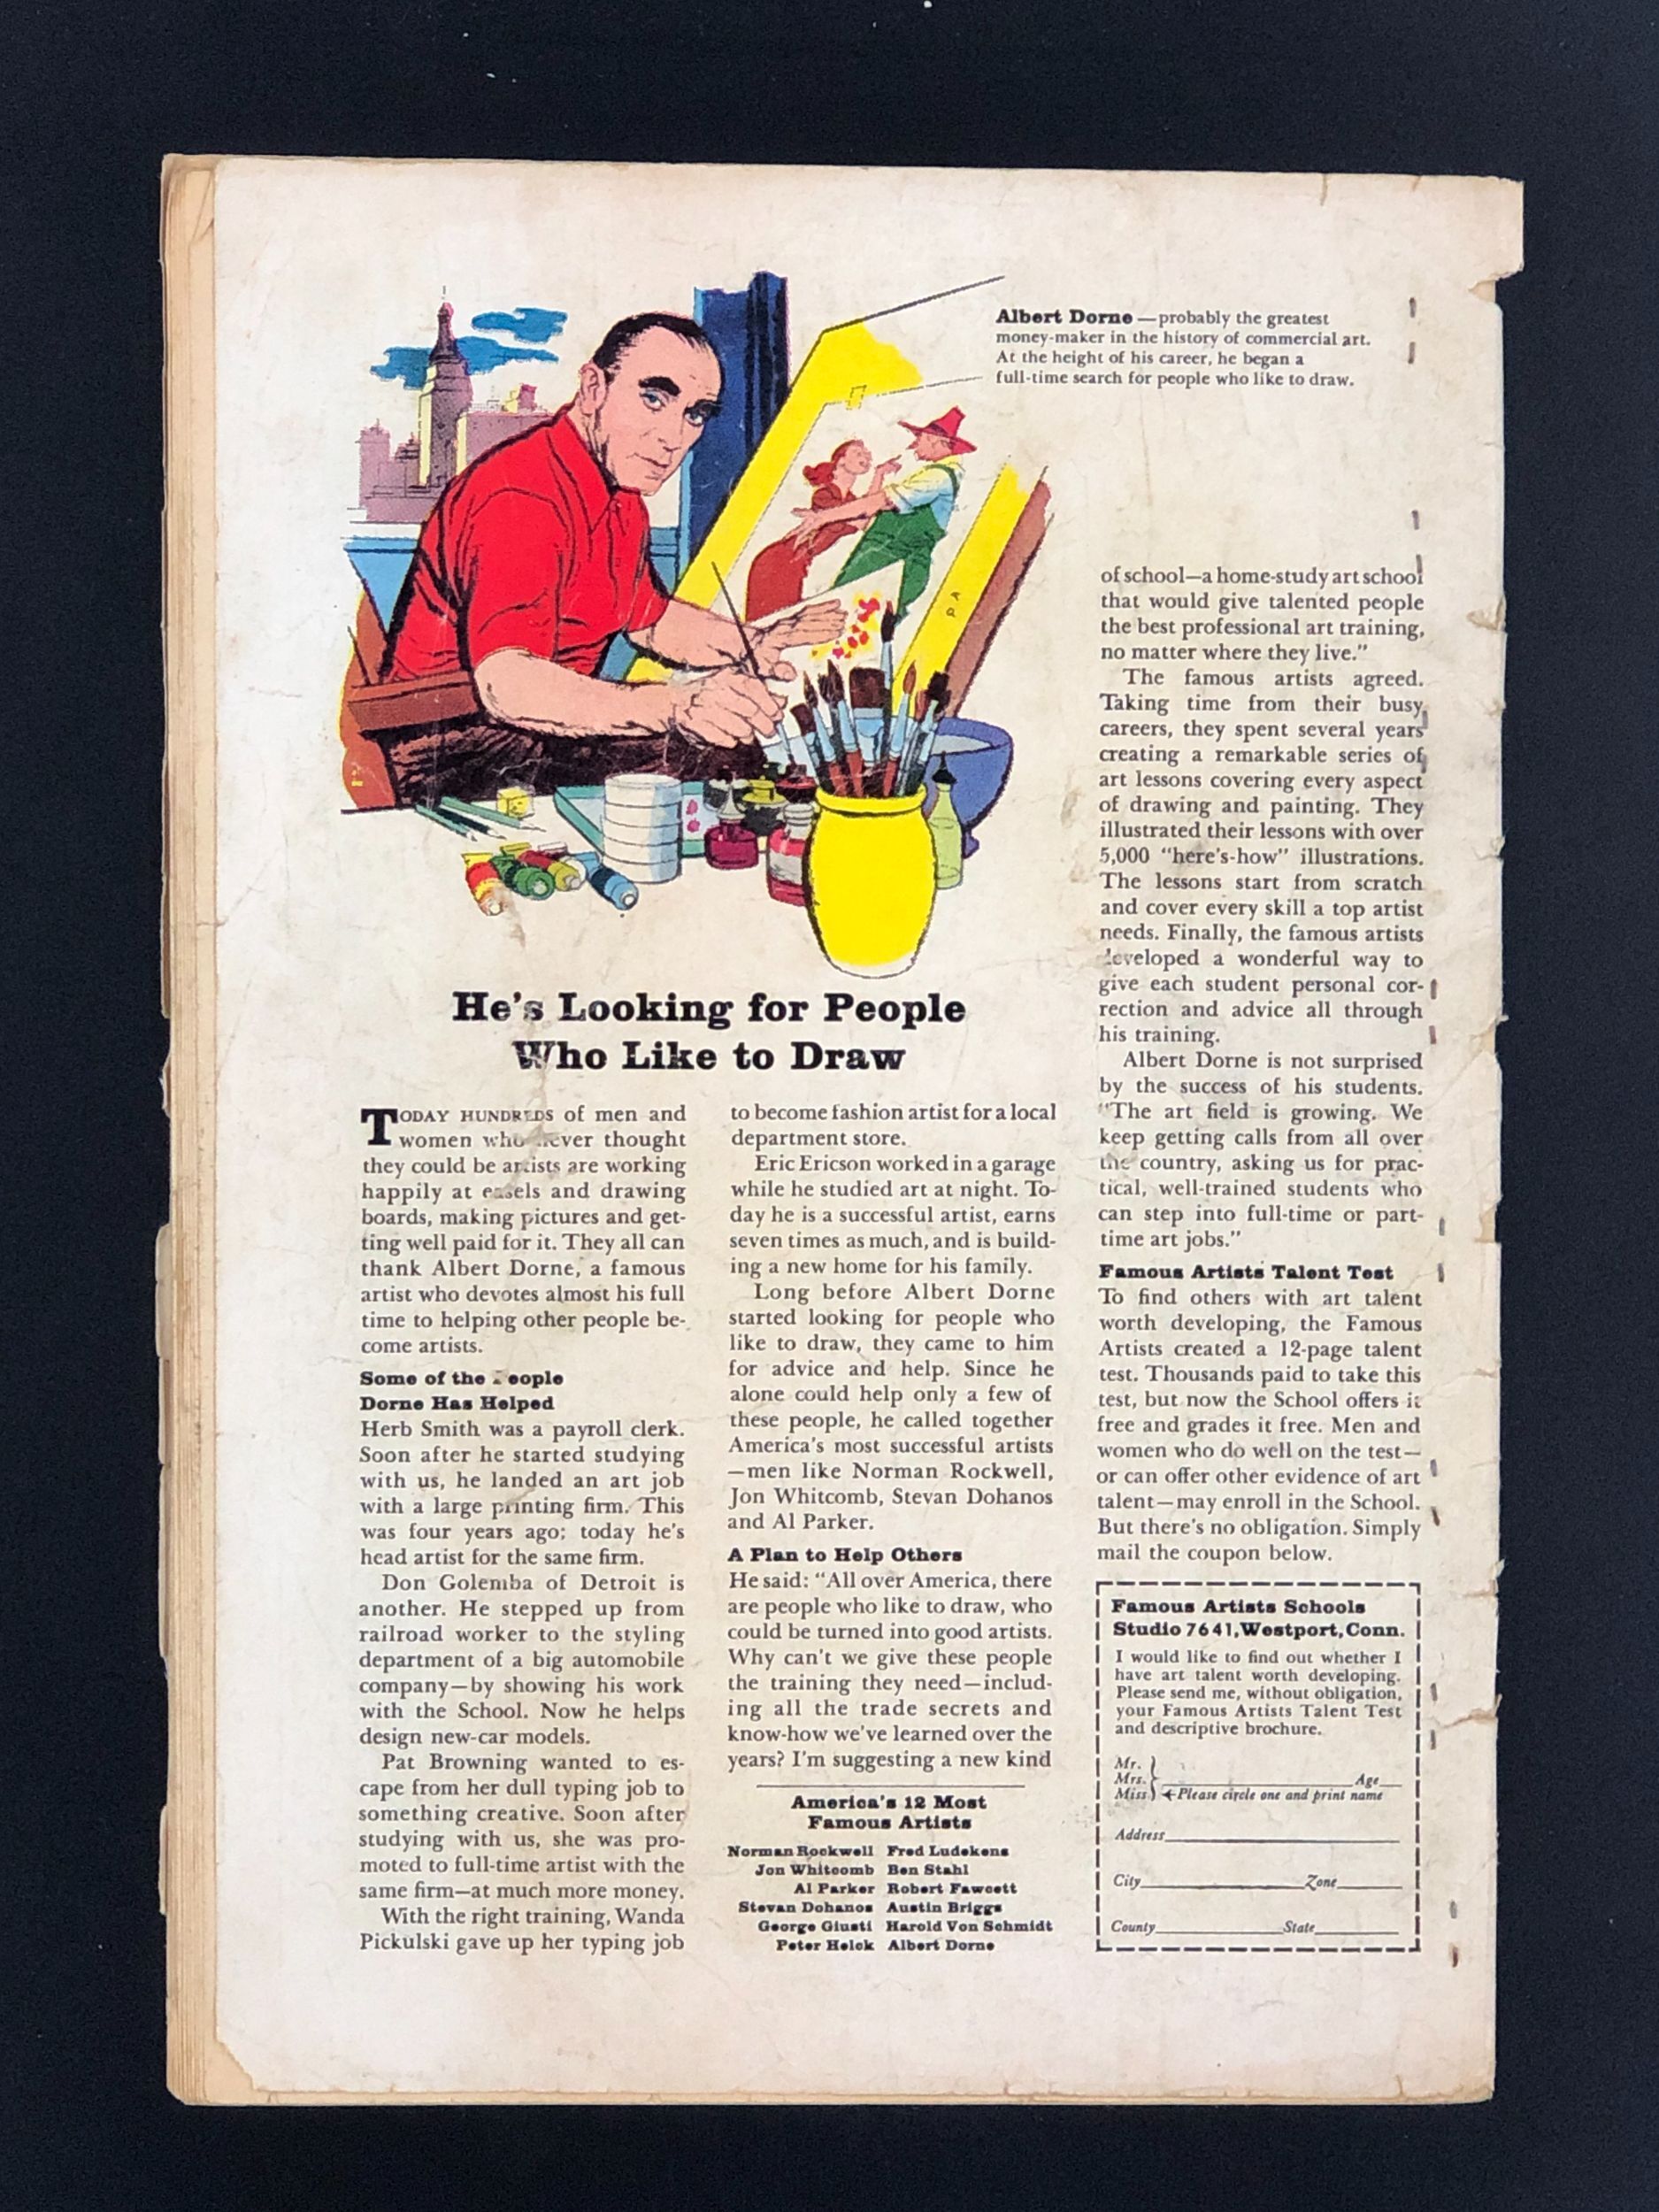 Albert Dorne—probably the greatest
money-maker in the history of commercial art.
At the height of his career, he began a
full-time search for people who like to draw.
He's Looking for People
Who Like to Draw
TODAY HUNDREDS of men and
women who never thought
they could be artists are working
happily at easels and drawing
boards, making pictures and get-
ting well paid for it. They all can
thank Albert Dorne, a famous
artist who devotes almost his full
time to helping other people be-
come artists.
Some of the People
Dorne Has Helped
Herb Smith was a payroll clerk.
Soon after he started studying
with us, he landed an art job
with a large printing firm. This
was four years ago; today he's
head artist for the same firm.
Don Golemba of Detroit is
another. He stepped up from
railroad worker to the styling
department of a big automobile
company—by showing his work
with the School. Now he helps
design new-car models.
Pat Browning wanted to es-
cape from her dull typing job to
something creative. Soon after
studying with us, she was pro-
moted to full-time artist with the
same firm—at much more money.
With the right training, Wanda
Pickulski gave up her typing job
to become fashion artist for a local
department store.
Eric Ericson worked in a garage
while he studied art at night. To-
day he is a successful artist, earns
seven times as much, and is build-
ing a new home for his family.
Long before Albert Dorne
started looking for people who
like to draw, they came to him
for advice and help. Since he
alone could help only a few of
these people, he called together
America's most successful artists
—men like Norman Rockwell,
Jon Whitcomb, Stevan Dohanos
and Al Parker.
A Plan to Help Others
He said: "All over America, there
are people who like to draw, who
could be turned into good artists.
Why can't we give these people
the training they need—includ-
ing all the trade secrets and
know-how we've learned over the
years? I'm suggesting a new kind
America's 12 Most
Famous Artists
Norman Rockwell Fred Ludekens
Jon Whitcomb Ben Stahl
Al Parker Robert Fawcett
Stevan Dohanos Austin Briggs
George Giusti Harold Von Schmidt
Peter Helck Albert Dorne
of school—a home-study art school
that would give talented people
the best professional art training,
no matter where they live."
The famous artists agreed.
Taking time from their busy
careers, they spent several years
creating a remarkable series of
art lessons covering every aspect
of drawing and painting. They
illustrated their lessons with over
5,000 "here's-how" illustrations.
The lessons start from scratch
and cover every skill a top artist
needs. Finally, the famous artists
developed a wonderful way to
give each student personal cor-
rection and advice all through
his training.
Albert Dorne is not surprised
by the success of his students.
"The art field is growing. We
keep getting calls from all over
the country, asking us for prac-
tical, well-trained students who
can step into full-time or part-
time art jobs."
Famous Artists Talent Test
To find others with art talent
worth developing, the Famous
Artists created a 12-page talent
test. Thousands paid to take this
test, but now the School offers it
free and grades it free. Men and
women who do well on the test—
or can offer other evidence of art
talent—may enroll in the School.
But there's no obligation. Simply
mail the coupon below.
Famous Artists Schools
Studio 7641, Westport, Conn.
I would like to find out whether I
have art talent worth developing.
Please send me, without obligation,
your Famous Artists Talent Test
and descriptive brochure.
Mr.
Mrs. Age
Miss Please circle one and print name
Address
City Zone
County State